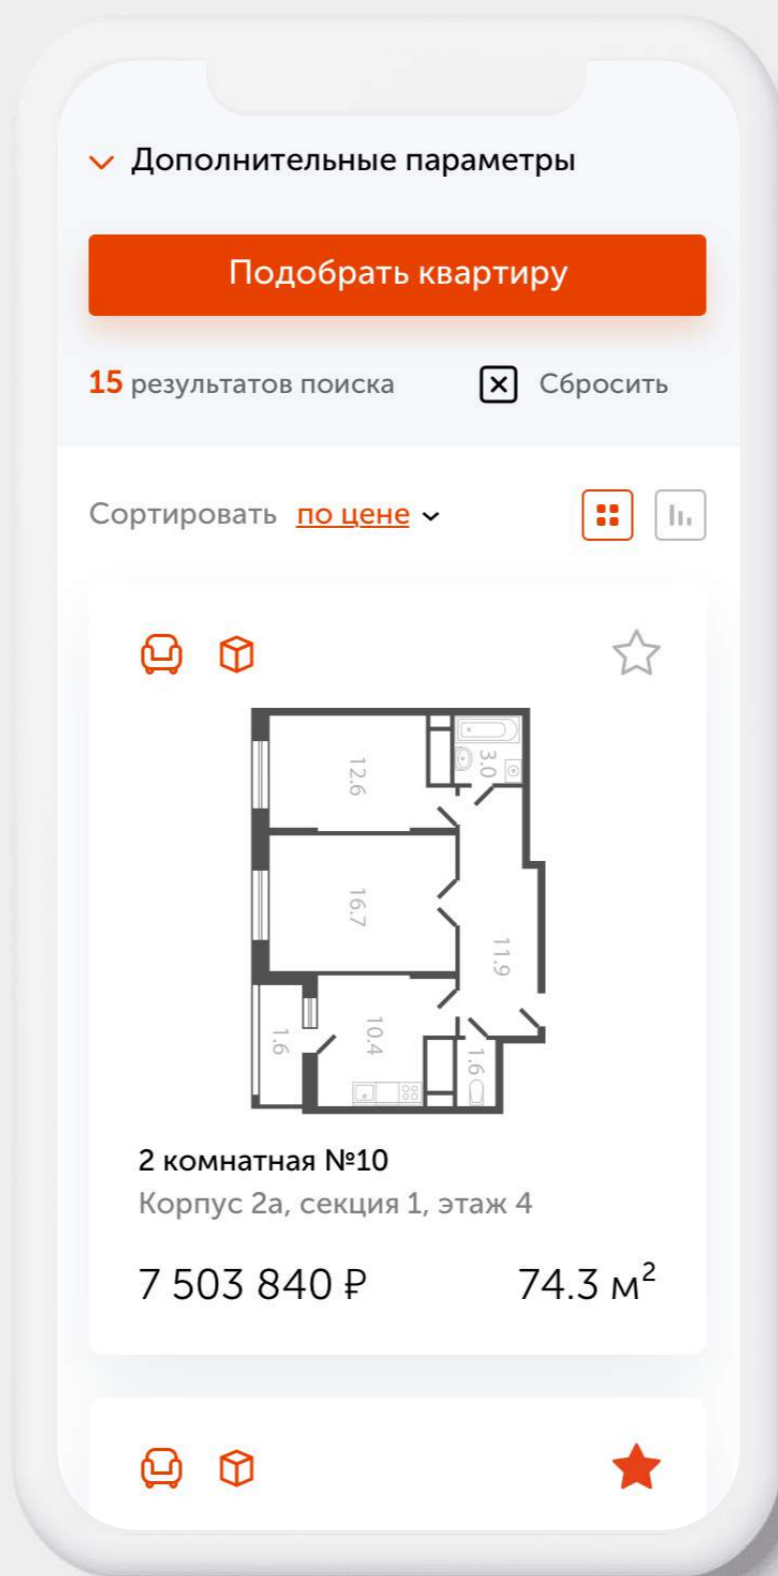 Дополнительные параметры
Подобрать квартиру
15 результатов поиска Сбросить
Сортировать по цене
12.6
3.0
16.7
11.9
1.6
10.4
1.6
2 комнатная №10
Корпус 2а, секция 1, этаж 4
7 503 840 ₽ 74.3 м²